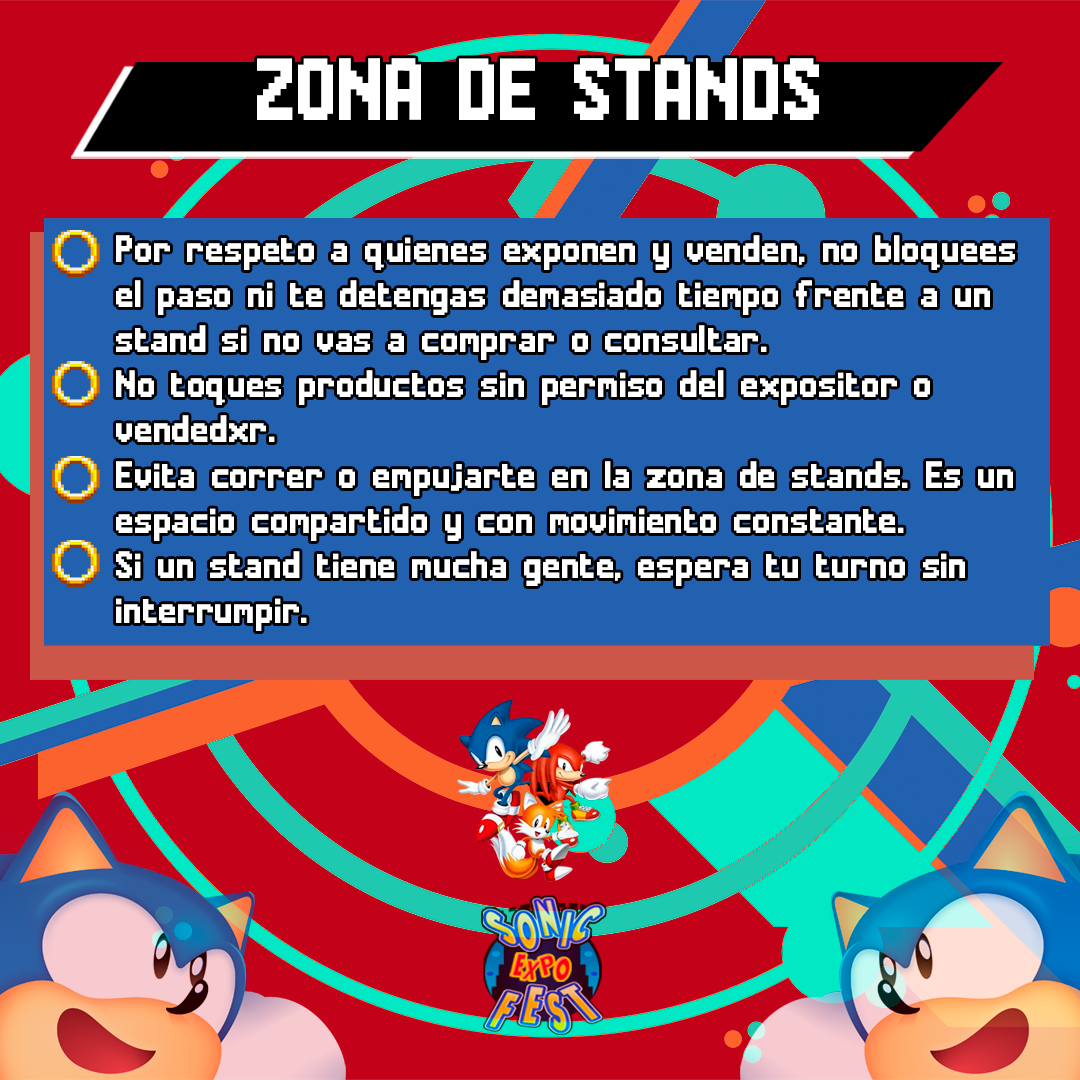 ZONA DE STANDS
Por respeto a quienes exponen y venden, no bloquees
el paso ni te detengas demasiado tiempo frente a un
stand si no vas a comprar o consultar.
No toques productos sin permiso del expositor o
vendedxr.
Evita correr o empujarte en la zona de stands. Es un
espacio compartido y con movimiento constante.
Si un stand tiene mucha gente, espera tu turno sin
interrumpir.
SONIC
EXPO
FEST